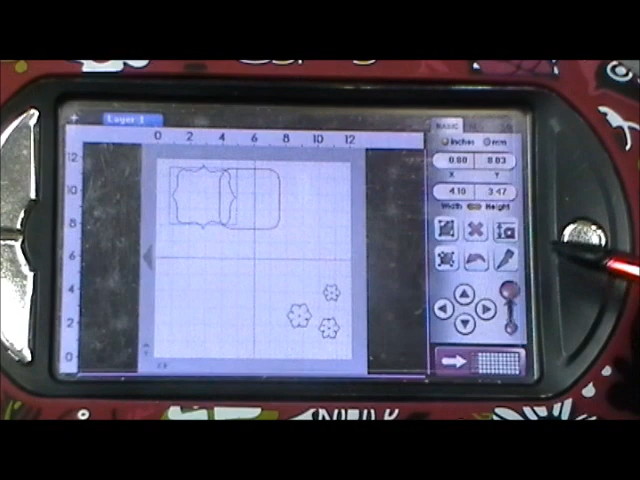 Layer 1
BASIC
0 2 4 6 8 10 12
inches mm
12
10
8
6
4
2
0
0.00 8.03
X Y
4.10 3.47
Width Height